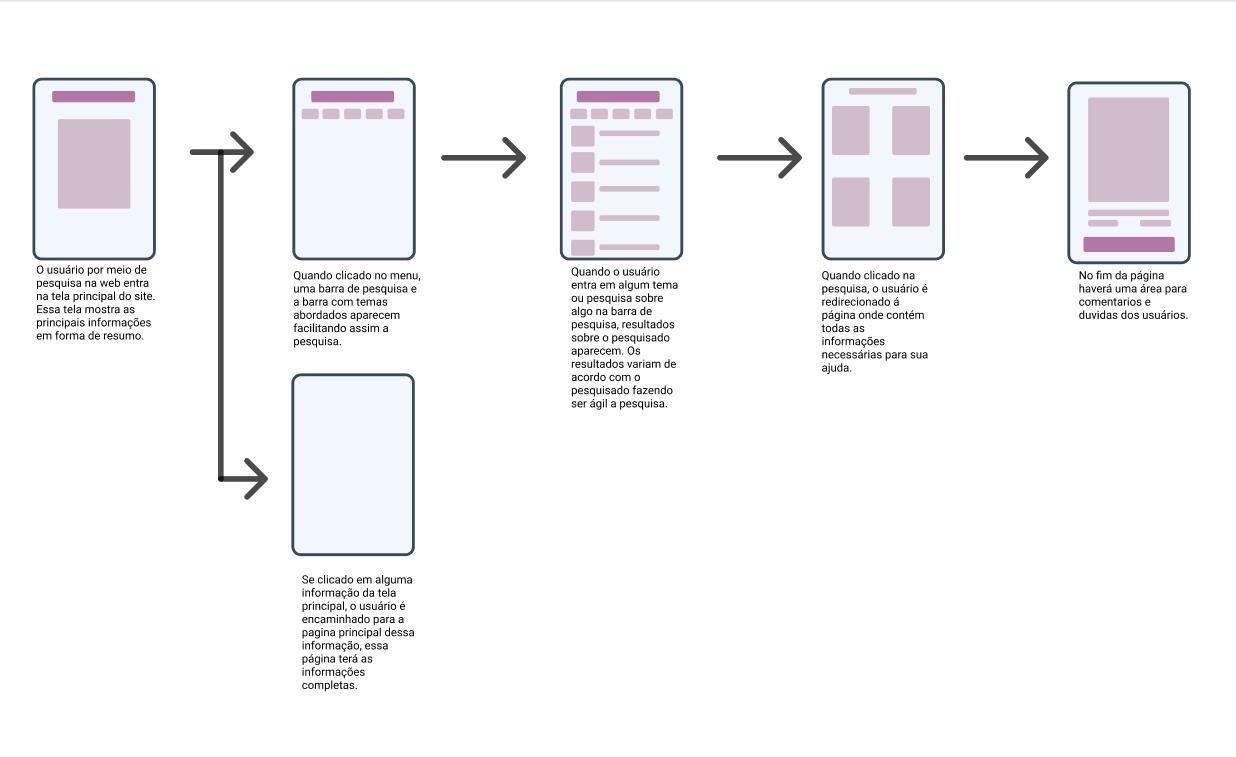 O usuário por meio de
pesquisa na web entra
na tela principal do site.
Essa tela mostra as
principais informações
em forma de resumo.
Quando clicado no menu,
uma barra de pesquisa e
a barra com temas
abordados aparecem
facilitando assim a
pesquisa.
Quando o usuário
entra em algum tema
ou pesquisa sobre
algo na barra de
pesquisa, resultados
sobre o pesquisado
aparecem. Os
resultados variam de
acordo com o
pesquisado fazendo
ser ágil a pesquisa.
Quando clicado na
pesquisa, o usuário é
redirecionado á
página onde contém
todas as
informações
necessárias para sua
ajuda.
No fim da página
haverá uma área para
comentarios e
duvidas dos usuários.
Se clicado em alguma
informação da tela
principal, o usuário é
encaminhado para a
pagina principal dessa
informação, essa
página terá as
informações
completas.